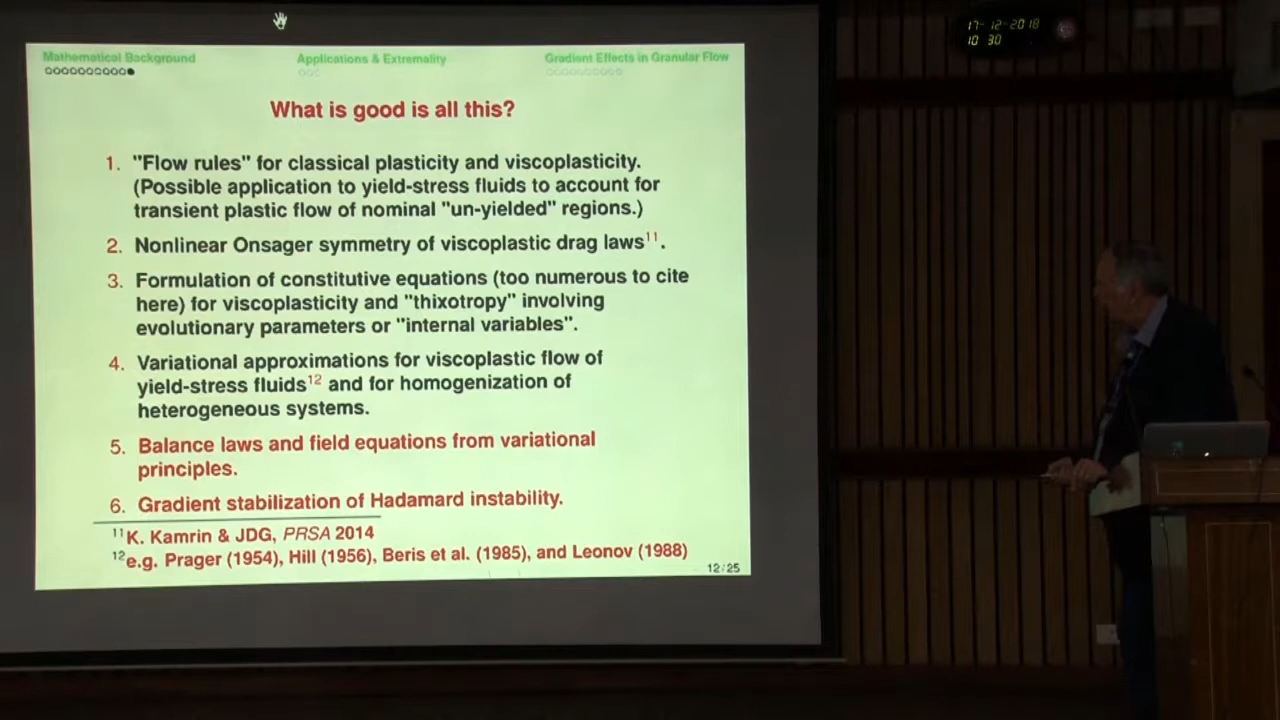 17-12-2018
10 30
Mathematical Background
Applications & Extremality
Gradient Effects in Granular Flow
What is good is all this?
1. "Flow rules" for classical plasticity and viscoplasticity.
(Possible application to yield-stress fluids to account for
transient plastic flow of nominal "un-yielded" regions.)
2. Nonlinear Onsager symmetry of viscoplastic drag laws¹¹.
3. Formulation of constitutive equations (too numerous to cite
here) for viscoplasticity and "thixotropy" involving
evolutionary parameters or "internal variables".
4. Variational approximations for viscoplastic flow of
yield-stress fluids¹² and for homogenization of
heterogeneous systems.
5. Balance laws and field equations from variational
principles.
6. Gradient stabilization of Hadamard instability.
¹¹K. Kamrin & JDG, PRSA 2014
¹²e.g. Prager (1954), Hill (1956), Beris et al. (1985), and Leonov (1988)
12/25